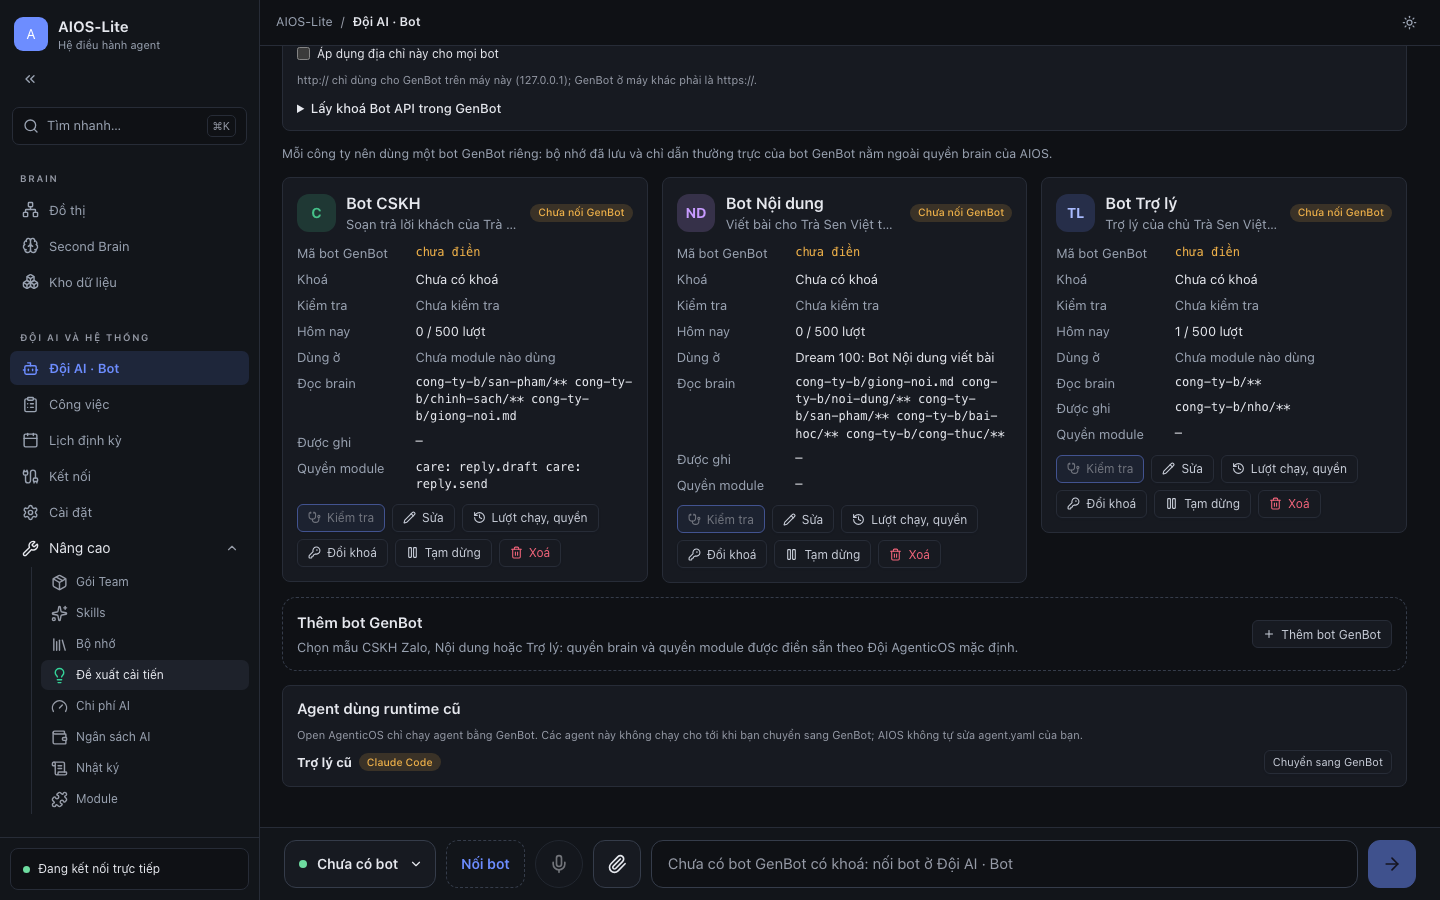 A
AIOS-Lite
Hệ điều hành agent
Tìm nhanh...
⌘K
BRAIN
Đồ thị
Second Brain
Kho dữ liệu
ĐỘI AI VÀ HỆ THỐNG
Đội AI · Bot
Công việc
Lịch định kỳ
Kết nối
Cài đặt
Nâng cao
Gói Team
Skills
Bộ nhớ
Đề xuất cải tiến
Chi phí AI
Ngân sách AI
Nhật ký
Module
Đang kết nối trực tiếp
AIOS-Lite / Đội AI · Bot
Áp dụng địa chỉ này cho mọi bot
http:// chỉ dùng cho GenBot trên máy này (127.0.0.1); GenBot ở máy khác phải là https://.
Lấy khoá Bot API trong GenBot
Mỗi công ty nên dùng một bot GenBot riêng: bộ nhớ đã lưu và chỉ dẫn thường trực của bot GenBot nằm ngoài quyền brain của AIOS.
C
Bot CSKH
Soạn trả lời khách của Trà ...
Chưa nối GenBot
Mã bot GenBot chưa điền
Khoá Chưa có khoá
Kiểm tra Chưa kiểm tra
Hôm nay 0 / 500 lượt
Dùng ở Chưa module nào dùng
Đọc brain cong-ty-b/san-pham/** cong-ty-
b/chinh-sach/** cong-ty-
b/giong-noi.md
Được ghi —
Quyền module care: reply.draft care:
reply.send
Kiểm tra Sửa Lượt chạy, quyền
Đổi khoá Tạm dừng Xoá
ND
Bot Nội dung
Viết bài cho Trà Sen Việt t...
Chưa nối GenBot
Mã bot GenBot chưa điền
Khoá Chưa có khoá
Kiểm tra Chưa kiểm tra
Hôm nay 0 / 500 lượt
Dùng ở Dream 100: Bot Nội dung viết bài
Đọc brain cong-ty-b/giong-noi.md cong-
ty-b/noi-dung/** cong-ty-
b/san-pham/** cong-ty-b/bai-
hoc/** cong-ty-b/cong-thuc/**
Được ghi —
Quyền module —
Kiểm tra Sửa Lượt chạy, quyền
Đổi khoá Tạm dừng Xoá
TL
Bot Trợ lý
Trợ lý của chủ Trà Sen Việt...
Chưa nối GenBot
Mã bot GenBot chưa điền
Khoá Chưa có khoá
Kiểm tra Chưa kiểm tra
Hôm nay 1 / 500 lượt
Dùng ở Chưa module nào dùng
Đọc brain cong-ty-b/**
Được ghi cong-ty-b/nho/**
Quyền module —
Kiểm tra Sửa Lượt chạy, quyền
Đổi khoá Tạm dừng Xoá
Thêm bot GenBot
Chọn mẫu CSKH Zalo, Nội dung hoặc Trợ lý: quyền brain và quyền module được điền sẵn theo Đội AgenticOS mặc định.
+ Thêm bot GenBot
Agent dùng runtime cũ
Open AgenticOS chỉ chạy agent bằng GenBot. Các agent này không chạy cho tới khi bạn chuyển sang GenBot; AIOS không tự sửa agent.yaml của bạn.
Trợ lý cũ Claude Code
Chuyển sang GenBot
Chưa có bot
Nối bot
Chưa có bot GenBot có khoá: nối bot ở Đội AI · Bot